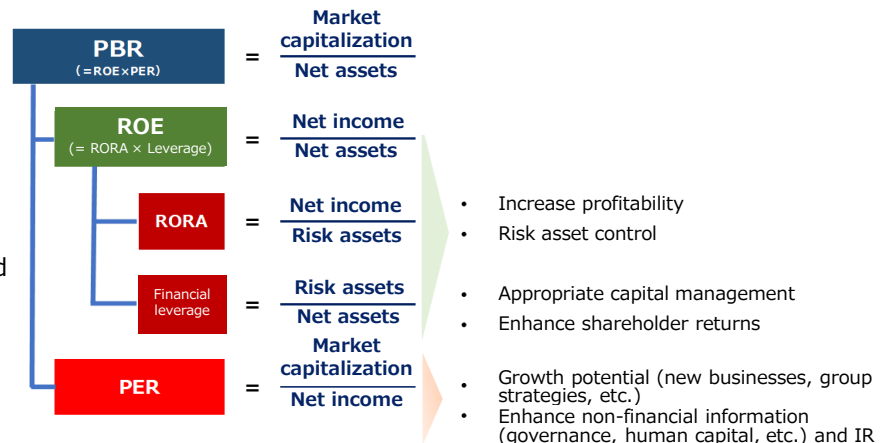 PBR
(=ROE×PER)
=
Market
capitalization
Net assets
ROE
(= RORA × Leverage)
=
Net income
Net assets
RORA
=
Net income
Risk assets
• Increase profitability
• Risk asset control
d
Financial
leverage
=
Risk assets
Net assets
• Appropriate capital management
• Enhance shareholder returns
PER
=
Market
capitalization
Net income
• Growth potential (new businesses, group
strategies, etc.)
• Enhance non-financial information
(governance, human capital, etc.) and IR